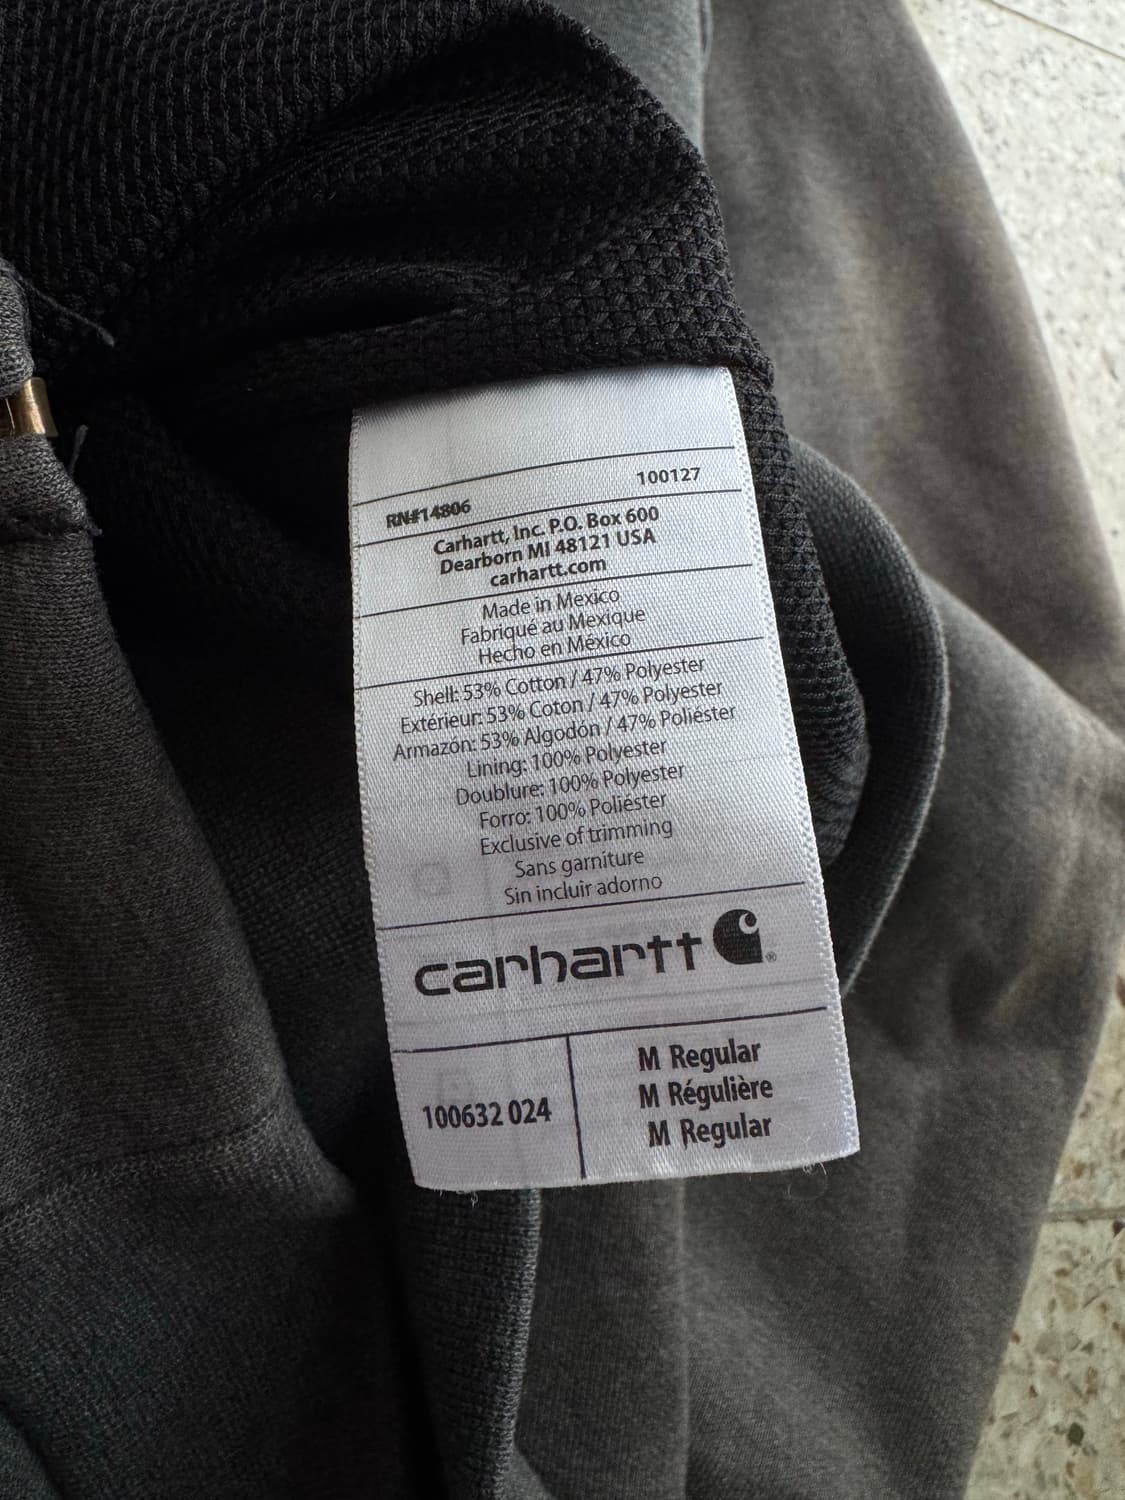 RN#14806 100127
Carhartt, Inc. P.O. Box 600
Dearborn MI 48121 USA
carhartt.com
Made in Mexico
Fabriqué au Mexique
Hecho en México
Shell: 53% Cotton / 47% Polyester
Extérieur: 53% Coton / 47% Polyester
Armazón: 53% Algodón / 47% Poliéster
Lining: 100% Polyester
Doublure: 100% Polyester
Forro: 100% Poliéster
Exclusive of trimming
Sans garniture
Sin incluir adorno
carhartt ®
100632 024
M Regular
M Régulière
M Regular